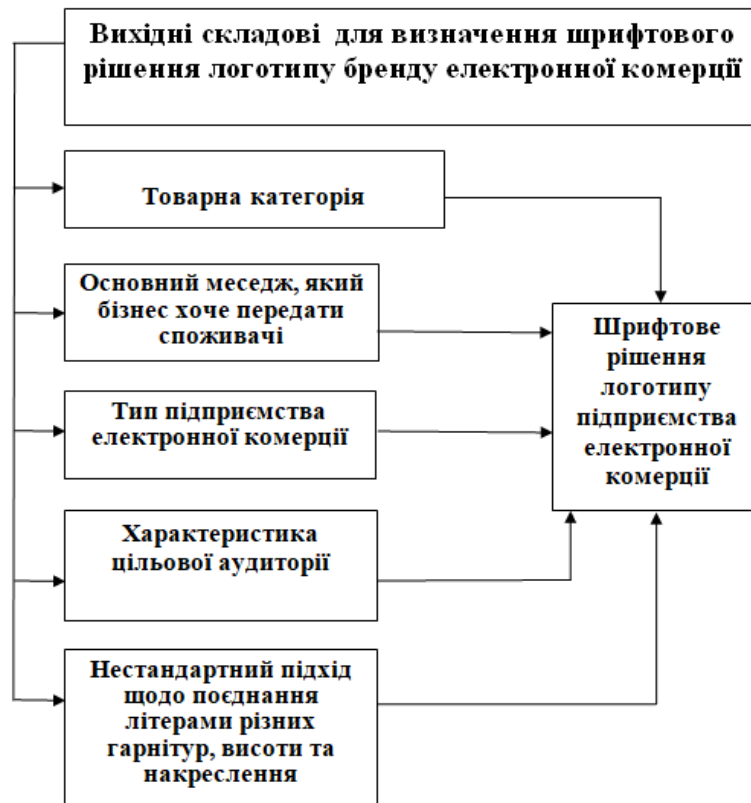 Вихідні складові для визначення шрифтового
рішення логотипу бренду електронної комерції
Товарна категорія
Основний меседж, який
бізнес хоче передати
споживачі
Тип підприємства
електронної комерції
Характеристика
цільової аудиторії
Нестандартний підхід
щодо поєднання
літерами різних
гарнітур, висоти та
накреслення
Шрифтове
рішення
логотипу
підприємства
електронної
комерції